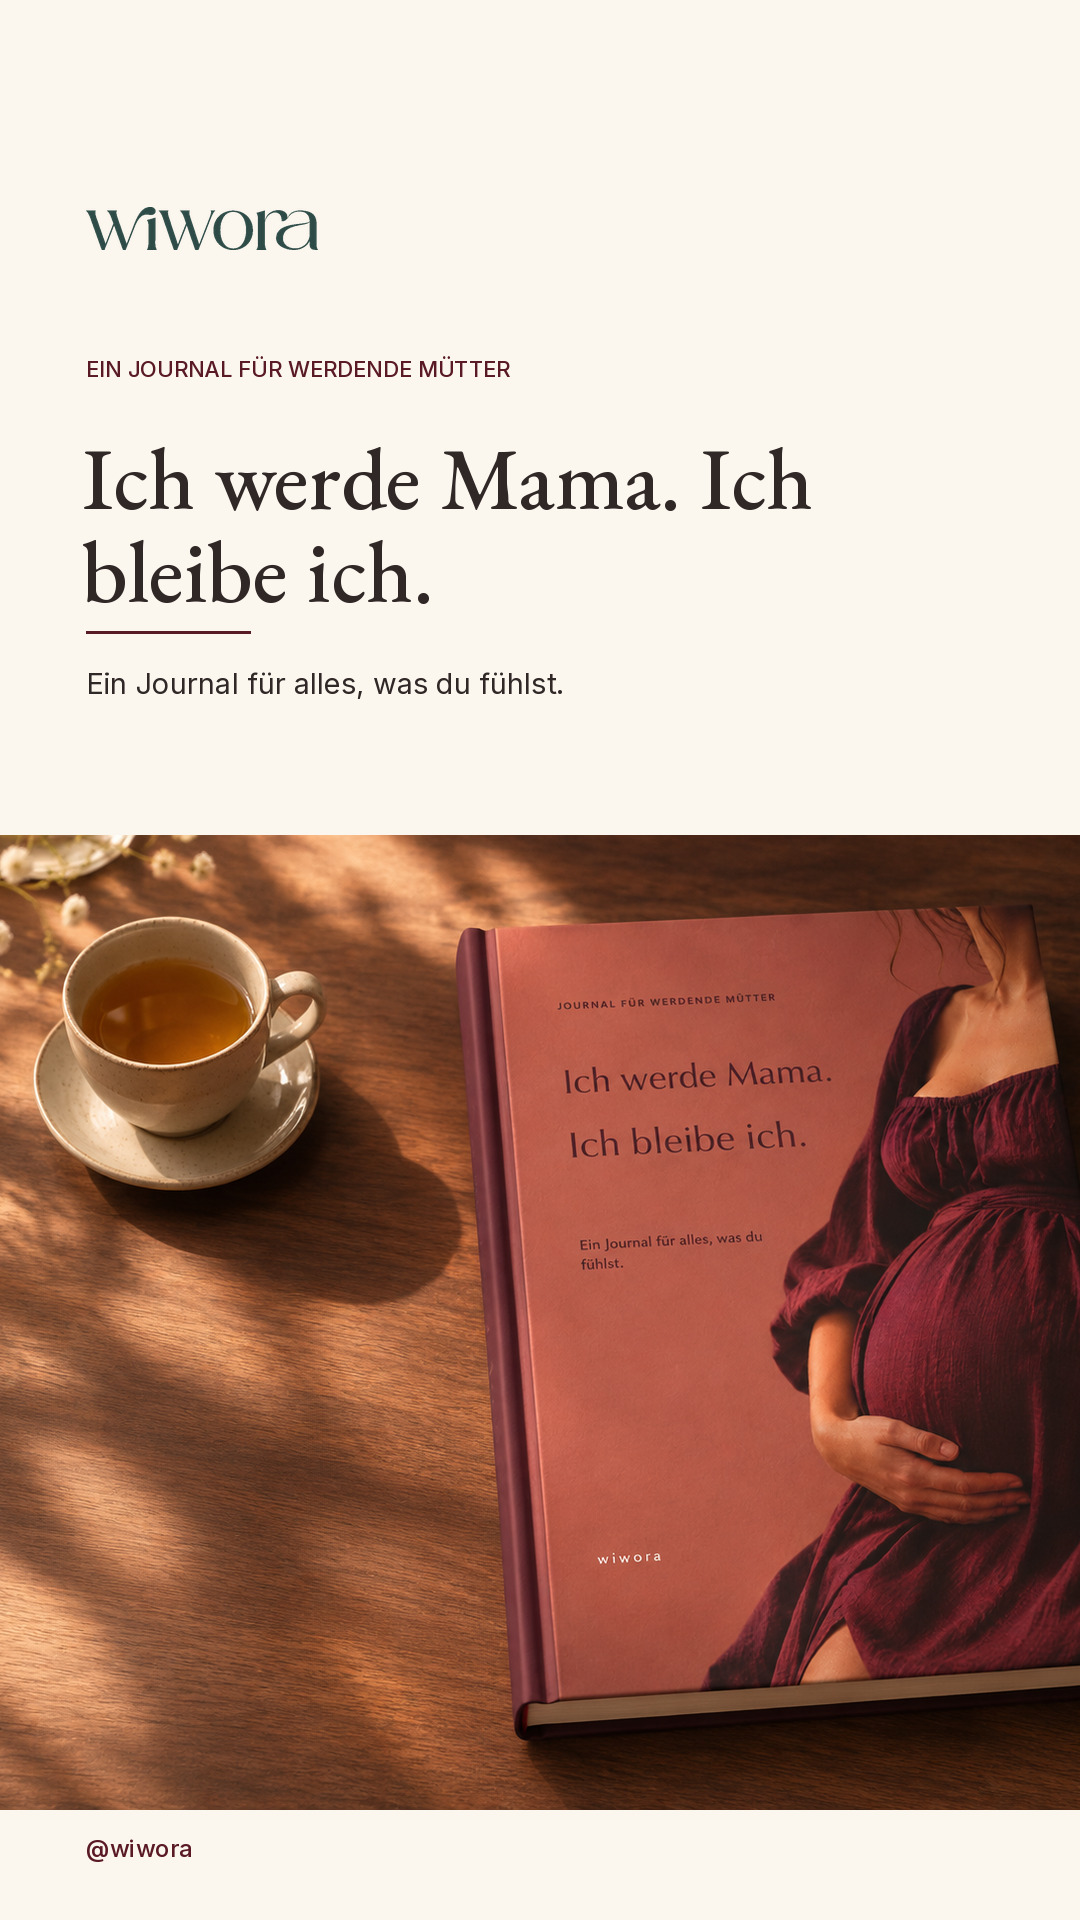 wiwora
EIN JOURNAL FÜR WERDENDE MÜTTER
Ich werde Mama. Ich
bleibe ich.
Ein Journal für alles, was du fühlst.
JOURNAL FÜR WERDENDE MÜTTER
Ich werde Mama.
Ich bleibe ich.
Ein Journal für alles, was du
fühlst.
wiwora
@wiwora